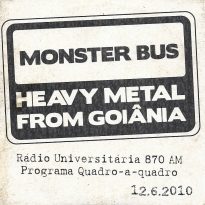 MONSTER BUS
HEAVY METAL
FROM GOIÂNIA
Rádio Universitária 870 AM
Programa Quadro-a-quadro
12.6.2010